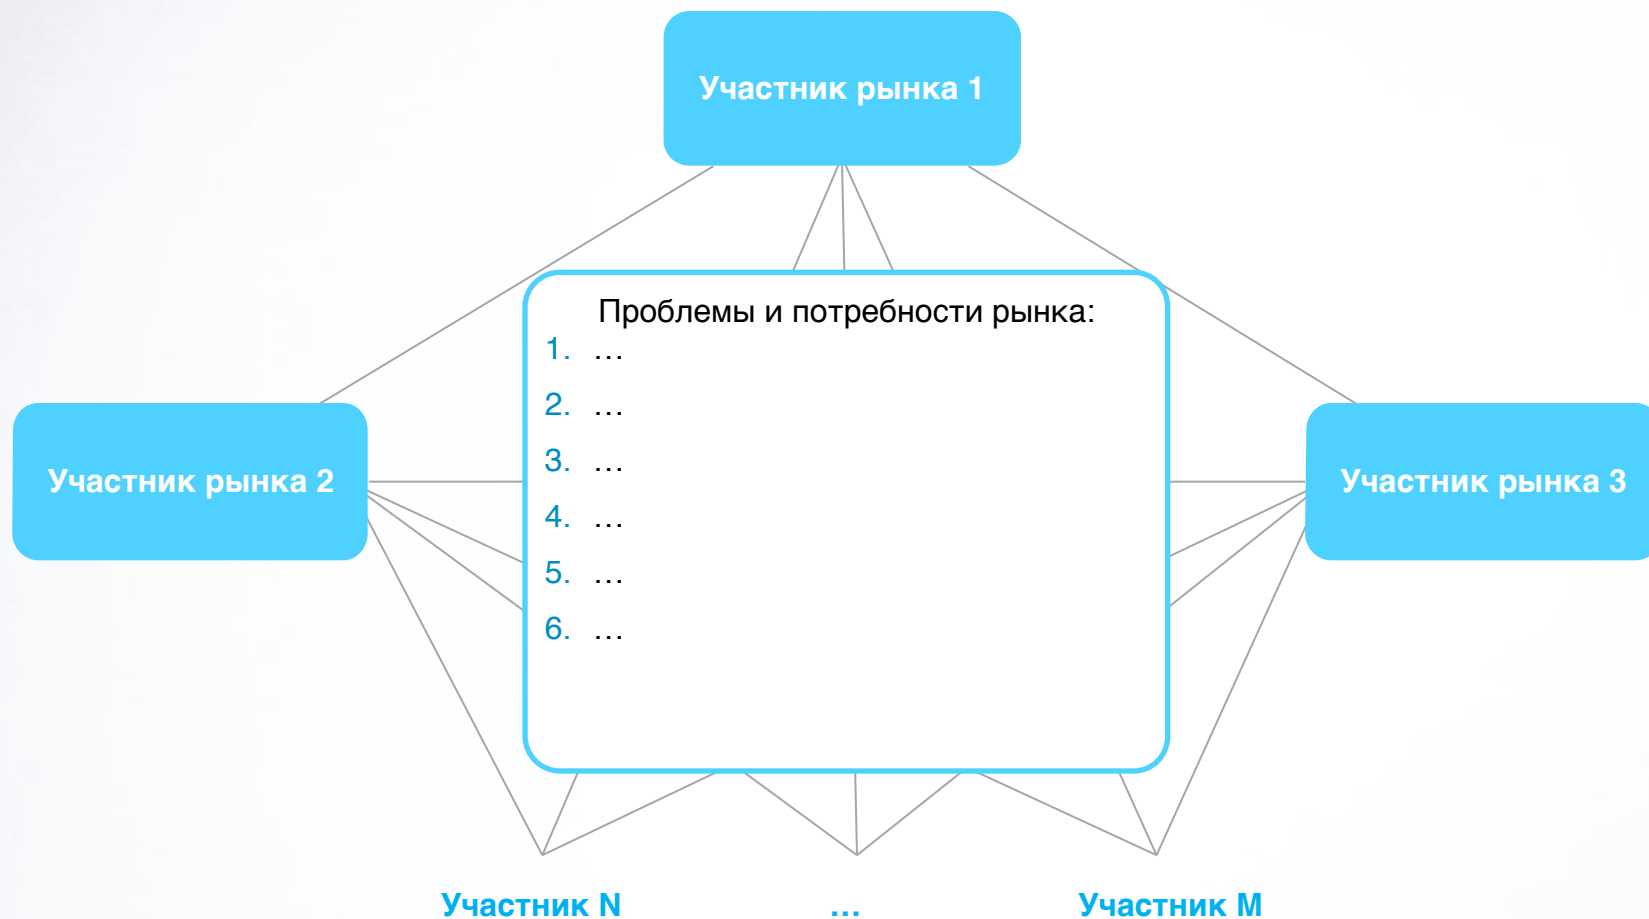 Участник рынка 1
Проблемы и потребности рынка:
1. …
2. …
3. …
4. …
5. …
6. …
Участник рынка 2
Участник рынка 3
Участник N
…
Участник M